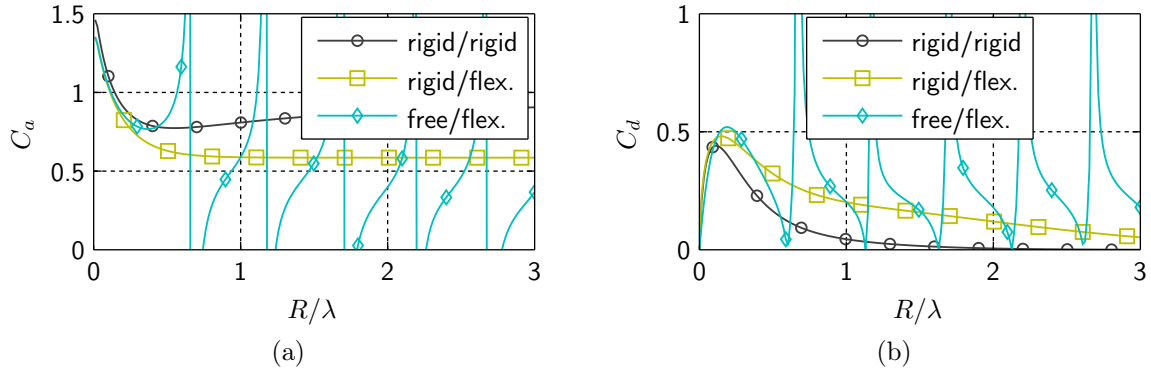 1.5
1
0.5
0
C_a
rigid/rigid
rigid/flex.
free/flex.
0 1 2 3
R/λ
(a)
1
0.5
0
C_d
rigid/rigid
rigid/flex.
free/flex.
0 1 2 3
R/λ
(b)